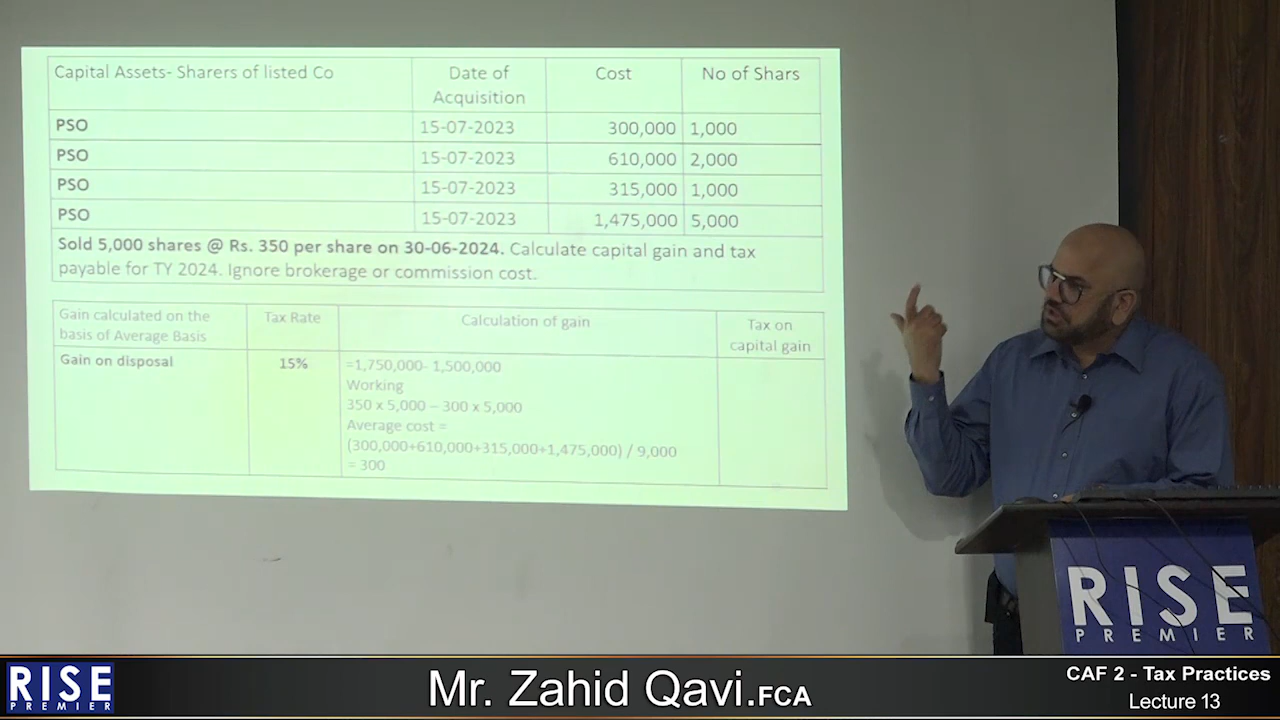 Capital Assets- Sharers of listed Co
Date of
Acquisition
Cost
No of Shars
PSO 15-07-2023 300,000 1,000
PSO 15-07-2023 610,000 2,000
PSO 15-07-2023 315,000 1,000
PSO 15-07-2023 1,475,000 5,000
Sold 5,000 shares @ Rs. 350 per share on 30-06-2024. Calculate capital gain and tax
payable for TY 2024. Ignore brokerage or commission cost.
Gain calculated on the
basis of Average Basis
Tax Rate
Calculation of gain
Tax on
capital gain
Gain on disposal
15%
=1,750,000- 1,500,000
Working
350 x 5,000 – 300 x 5,000
Average cost =
(300,000+610,000+315,000+1,475,000) / 9,000
= 300
RISE
PREMIER
RISE
PREMIER
Mr. Zahid Qavi.FCA
CAF 2 - Tax Practices
Lecture 13